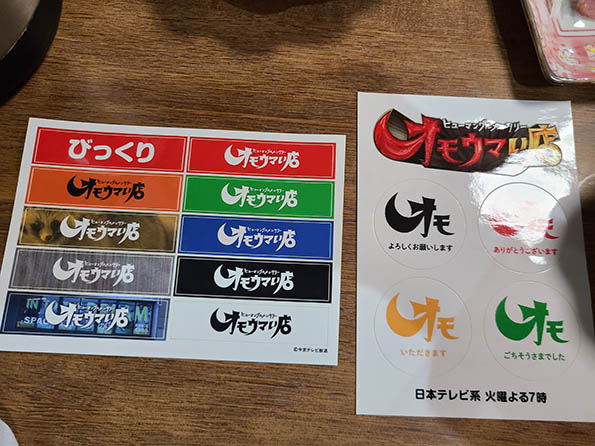 びっくり
ヒューマングルメンタリー
オモウマい店
ヒューマングルメンタリー
オモウマい店
ヒューマングルメンタリー
オモウマい店
ヒューマングルメンタリー
オモウマい店
ヒューマングルメンタリー
オモウマい店
ヒューマングルメンタリー
オモウマい店
ヒューマングルメンタリー
オモウマい店
ヒューマングルメンタリー
オモウマい店
ヒューマングルメンタリー
オモウマい店
©中京テレビ放送
ヒューマングルメンタリー
オモウマい店
オモ
よろしくお願いします
オモ
ありがとうございます
オモ
いただきます
オモ
ごちそうさまでした
日本テレビ系 火曜よる7時